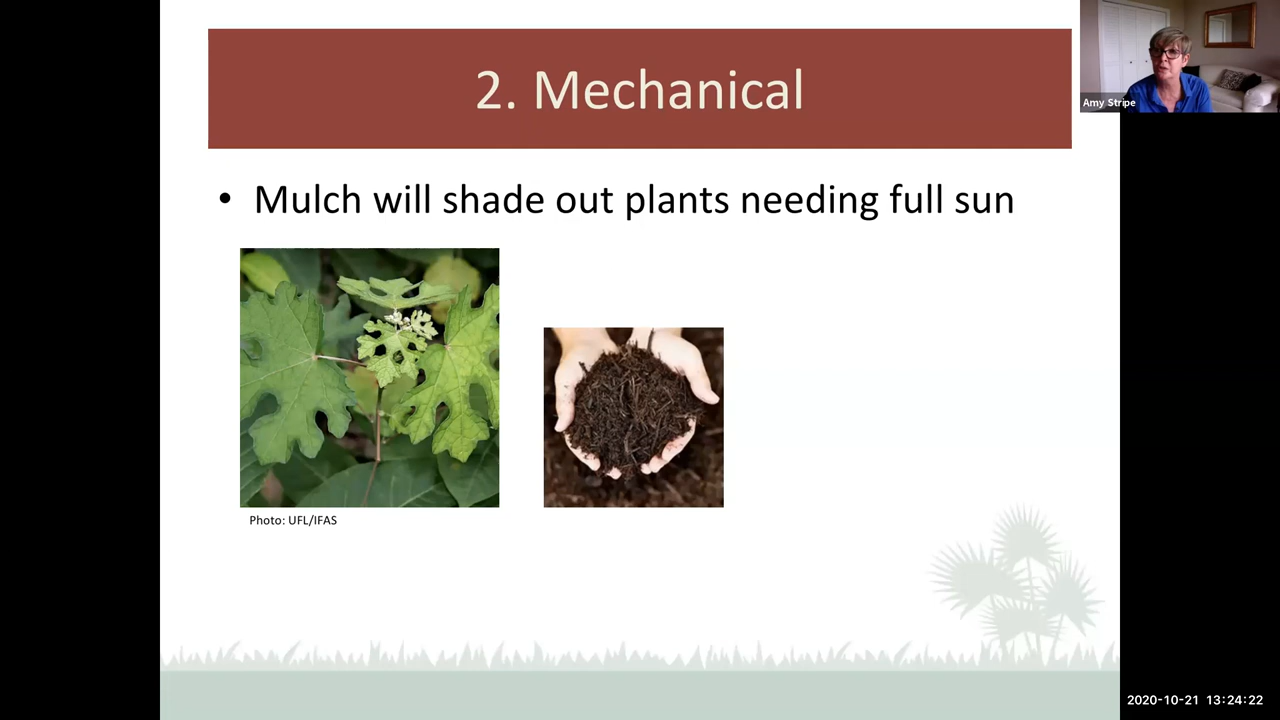 2. Mechanical
Amy Stripe
• Mulch will shade out plants needing full sun
Photo: UFL/IFAS
2020-10-21 13:24:22